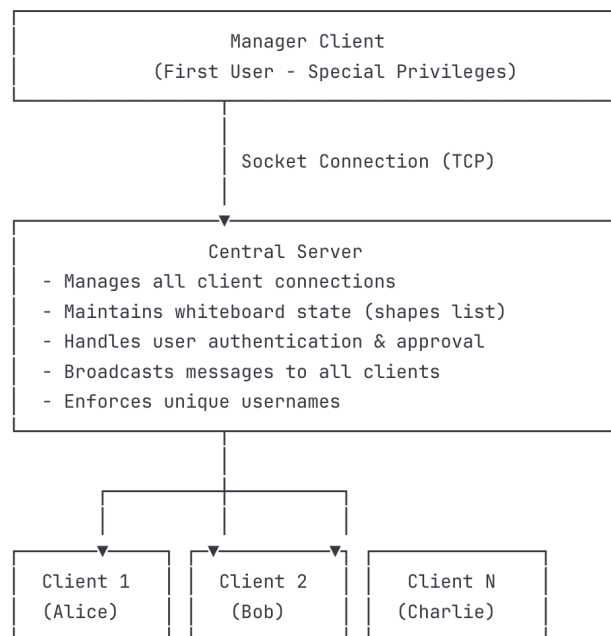 Manager Client
(First User - Special Privileges)
Socket Connection (TCP)
Central Server
- Manages all client connections
- Maintains whiteboard state (shapes list)
- Handles user authentication & approval
- Broadcasts messages to all clients
- Enforces unique usernames
Client 1 Client 2 Client N
(Alice) (Bob) (Charlie)